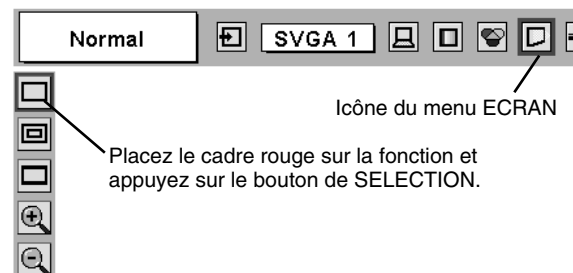 Normal
SVGA 1
Icône du menu ECRAN
Placez le cadre rouge sur la fonction et
appuyez sur le bouton de SELECTION.